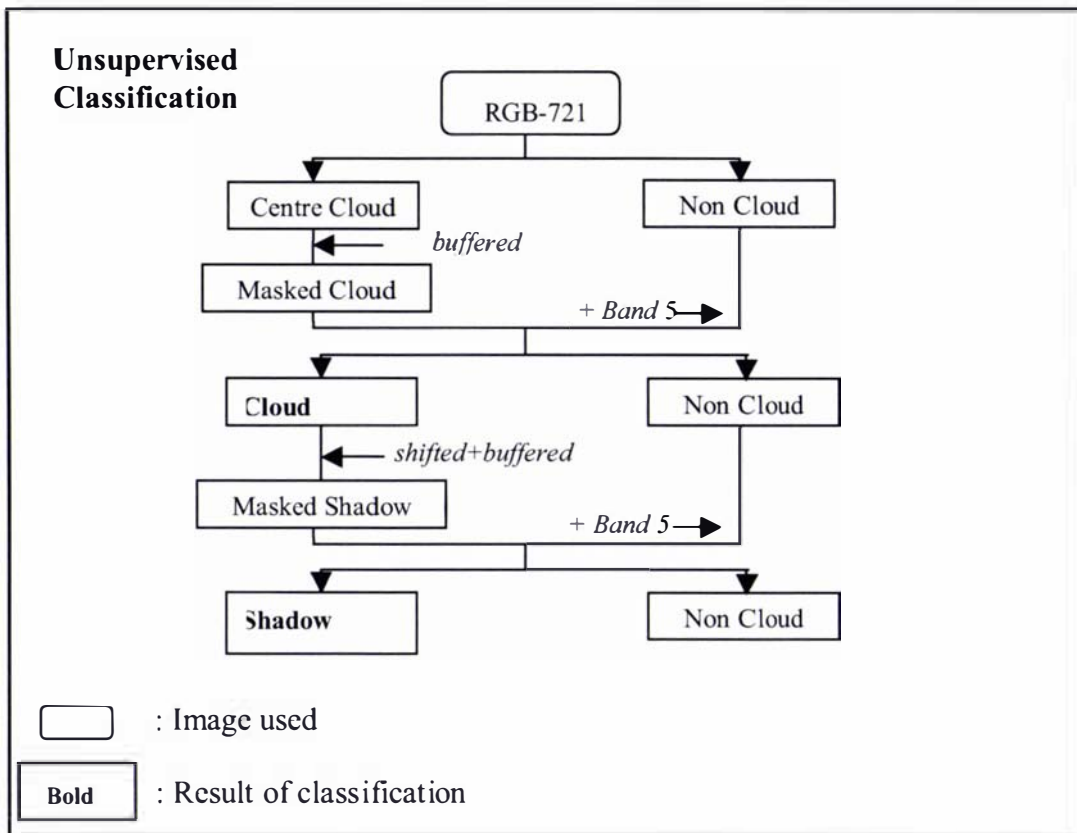 Unsupervised
Classification
RGB-721
Centre Cloud
Non Cloud
buffered
Masked Cloud
+ Band 5
Cloud
Non Cloud
shifted+buffered
Masked Shadow
+ Band 5
Shadow
Non Cloud
: Image used
Bold
: Result of classification